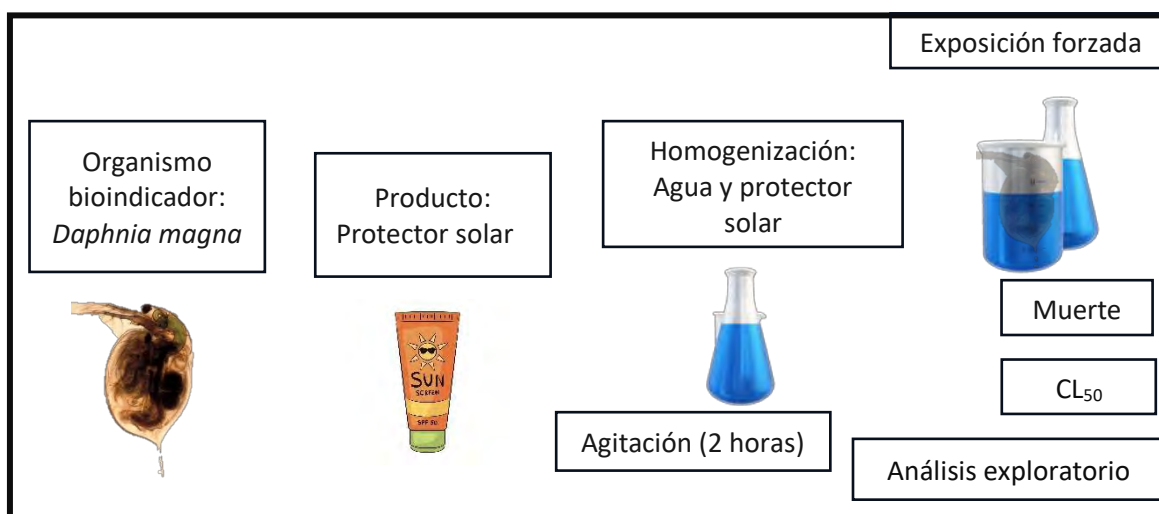 Exposición forzada
Organismo
bioindicador:
Daphnia magna
Producto:
Protector solar
SUN
SCREEN
SPF 50
Homogenización:
Agua y protector
solar
Agitación (2 horas)
Muerte
CL₅₀
Análisis exploratorio